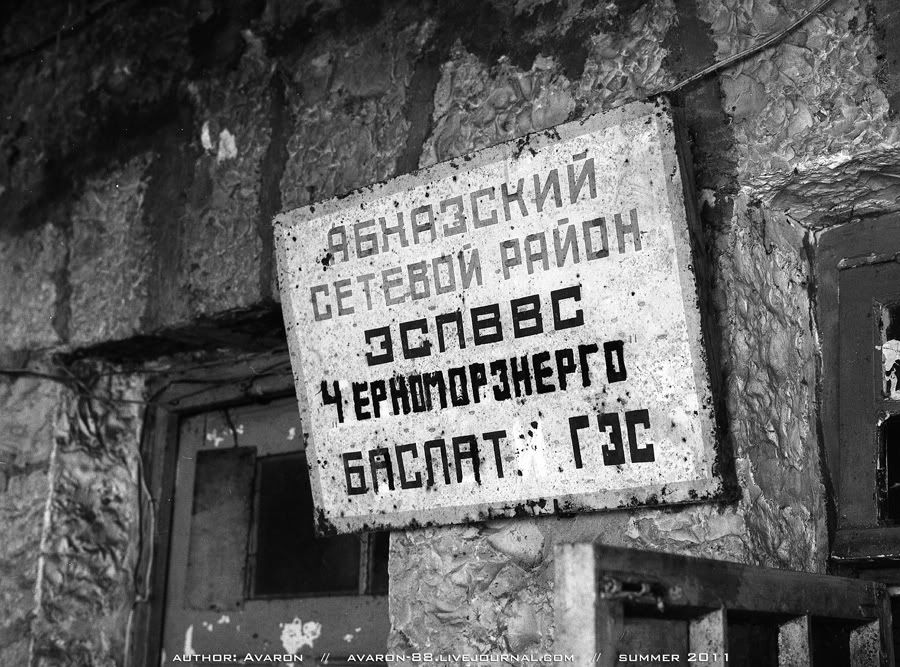 АБХАЗСКИЙ
СЕТЕВОЙ РАЙОН
ЭСПВВС
"ЧЕРНОМОРЭНЕРГО"
БАСЛАТ ГЭС
AUTHOR: AVARON // AVARON-88.LIVEJOURNAL.COM // SUMMER 2011